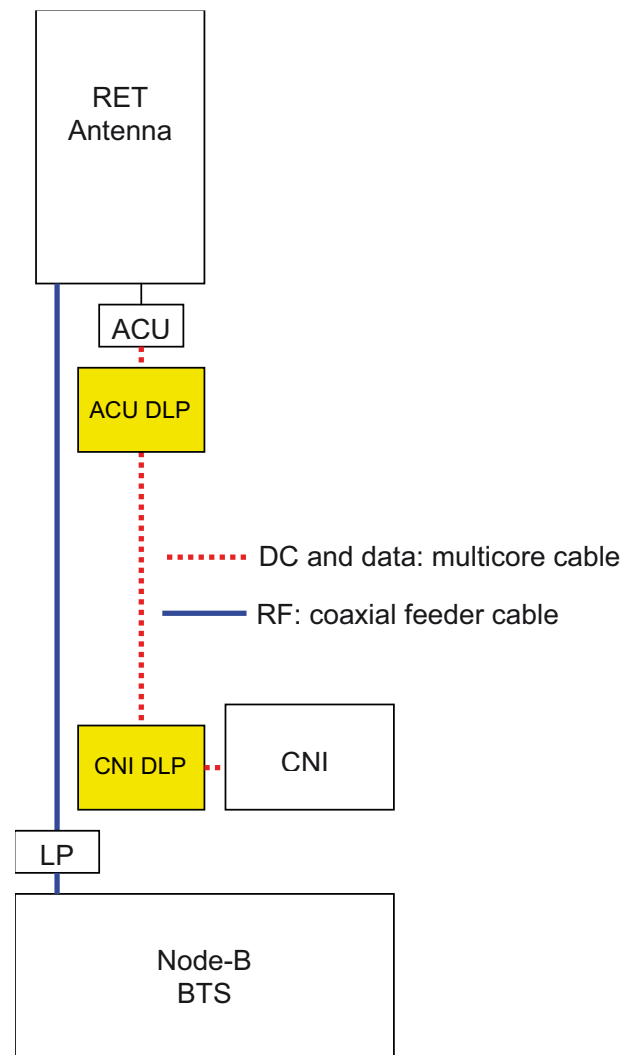 RET
Antenna
ACU
ACU DLP
DC and data: multicore cable
RF: coaxial feeder cable
CNI DLP
CNI
LP
Node-B
BTS